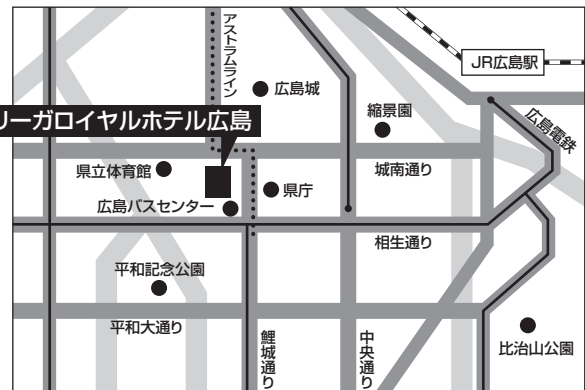 アストラムライン
JR広島駅
広島城
広島電鉄
縮景園
リーガロイヤルホテル広島
県立体育館
城南通り
県庁
広島バスセンター
相生通り
平和記念公園
平和大通り
鯉城通り
中央通り
比治山公園